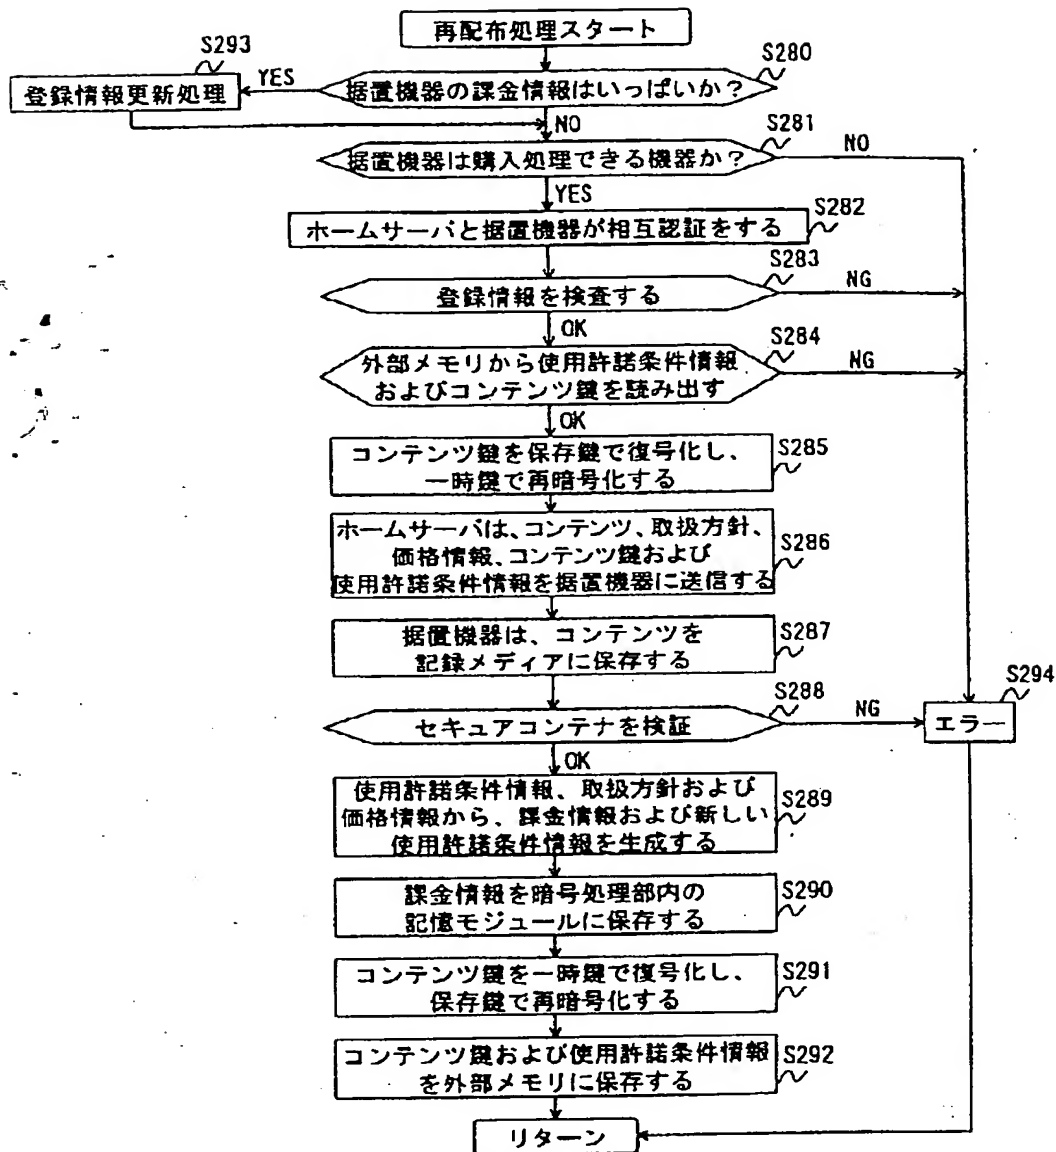 再配布処理スタート
S280
据置機器の課金情報はいっぱいか？
YES
S293
登録情報更新処理
NO
S281
据置機器は購入処理できる機器か？
NO
YES
S282
ホームサーバと据置機器が相互認証をする
S283
登録情報を検査する
NG
OK
S284
外部メモリから使用許諾条件情報
およびコンテンツ鍵を読み出す
NG
OK
コンテンツ鍵を保存鍵で復号化し、
一時鍵で再暗号化する
S285
ホームサーバは、コンテンツ、取扱方針、
価格情報、コンテンツ鍵および
使用許諾条件情報を据置機器に送信する
S286
据置機器は、コンテンツを
記録メディアに保存する
S287
S288
セキュアコンテナを検証
NG
S294
エラー
OK
使用許諾条件情報、取扱方針および
価格情報から、課金情報および新しい
使用許諾条件情報を生成する
S289
課金情報を暗号処理部内の
記憶モジュールに保存する
S290
コンテンツ鍵を一時鍵で復号化し、
保存鍵で再暗号化する
S291
コンテンツ鍵および使用許諾条件情報
を外部メモリに保存する
S292
リターン